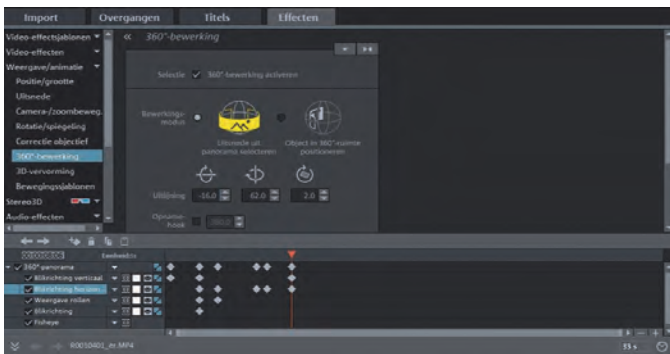 Import Overgangen Titels Effecten
Video-effectsjablonen
« 360°-bewerking
Video-effecten
Weergave/animatie
Positie/grootte
Selectie 360°-bewerking activeren
Uitsnede
Camera-/zoombeweg.
Rotatie/spiegeling
Bewerkings-
modus
Correctie objectief
Uitsnede uit
panorama selecteren
Object in 360°-ruimte
positioneren
360°-bewerking
3D-vervorming
Bewegingssjablonen
Stereo3D
Uitlijning -16.0 62.0 2.0
Audio-effecten
Opname-
hoek
360° panorama
Blikrichting verticaal
Blikrichting horizon...
Weergave rollen
Blikrichting
Fisheye
R0010401_er.MP4